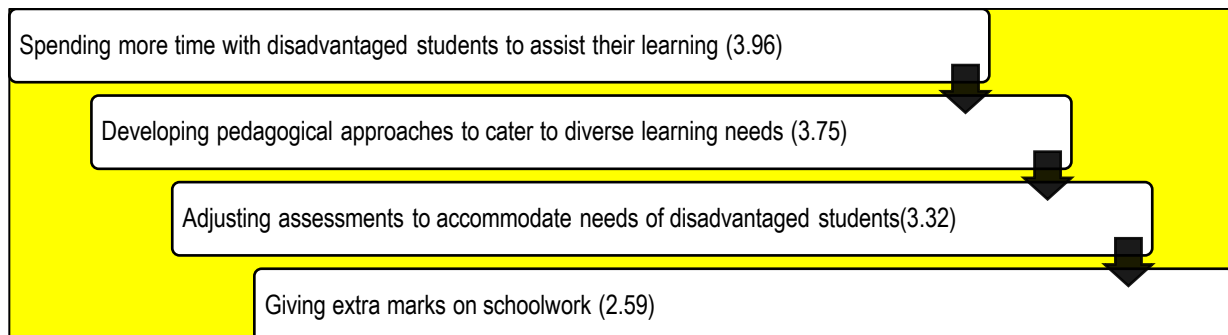 Spending more time with disadvantaged students to assist their learning (3.96)
Developing pedagogical approaches to cater to diverse learning needs (3.75)
Adjusting assessments to accommodate needs of disadvantaged students(3.32)
Giving extra marks on schoolwork (2.59)